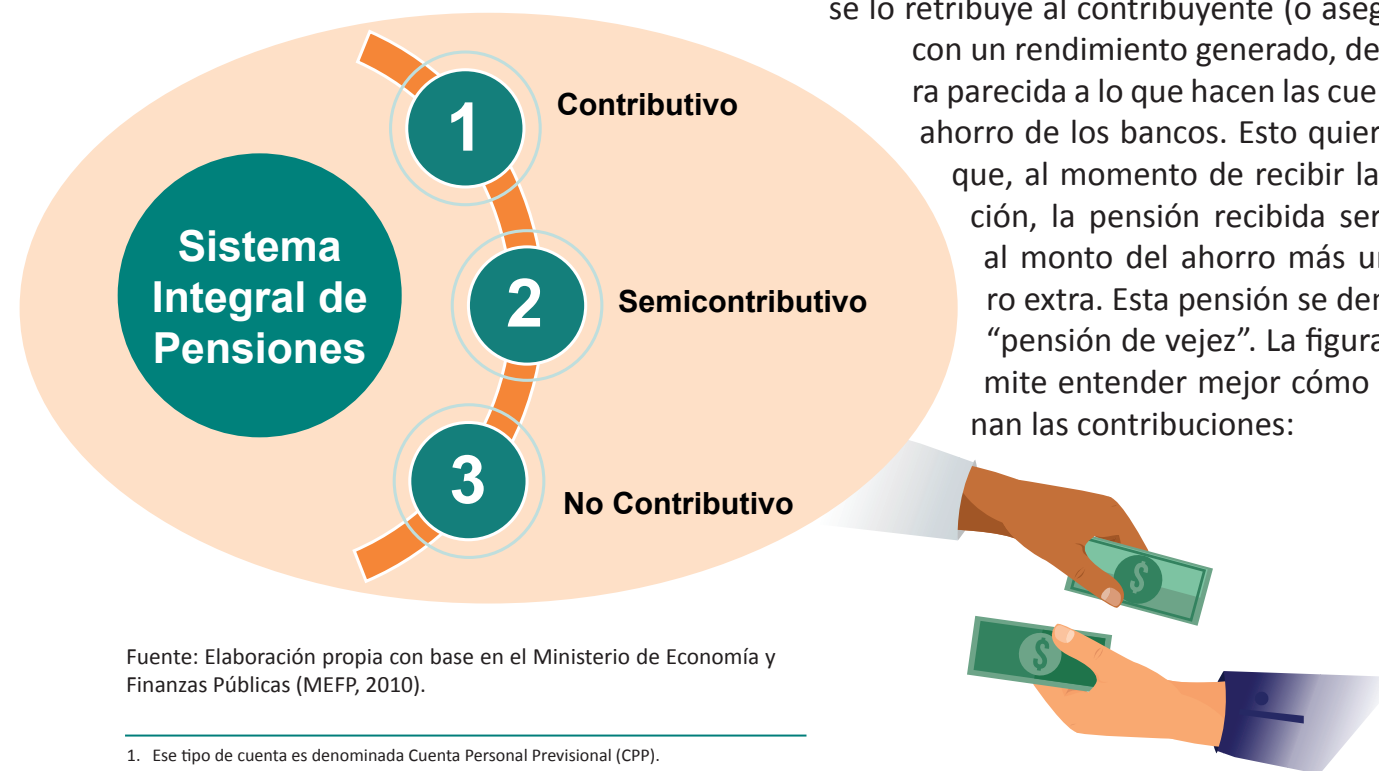 Sistema
Integral de
Pensiones
1
Contributivo
2
Semicontributivo
3
No Contributivo
Fuente: Elaboración propia con base en el Ministerio de Economía y
Finanzas Públicas (MEFP, 2010).
1. Ese tipo de cuenta es denominada Cuenta Personal Previsional (CPP).
se lo retribuye al contribuyente (o aseg
con un rendimiento generado, de
ra parecida a lo que hacen las cue
ahorro de los bancos. Esto quier
que, al momento de recibir la
ción, la pensión recibida ser
al monto del ahorro más un
ro extra. Esta pensión se den
“pensión de vejez”. La figura
mite entender mejor cómo
nan las contribuciones:
$
$